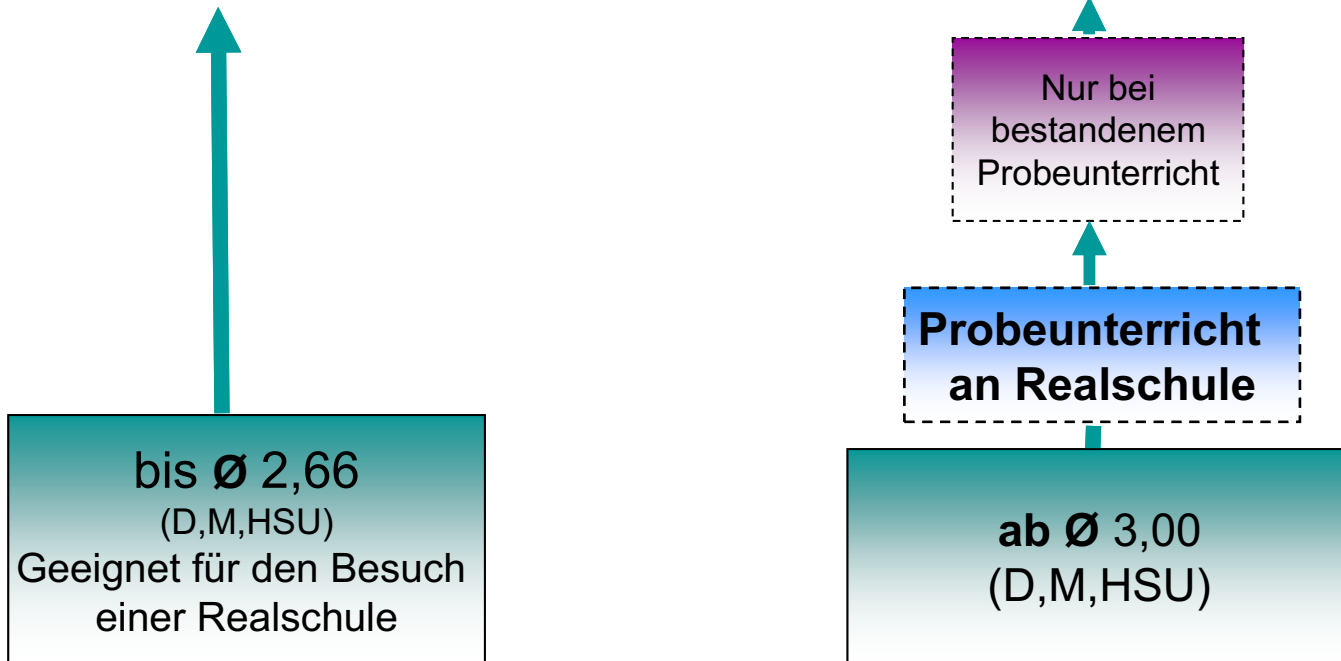 Nur bei
bestandenem
Probeunterricht
Probeunterricht
an Realschule
bis Ø 2,66
(D,M,HSU)
Geeignet für den Besuch
einer Realschule
ab Ø 3,00
(D,M,HSU)